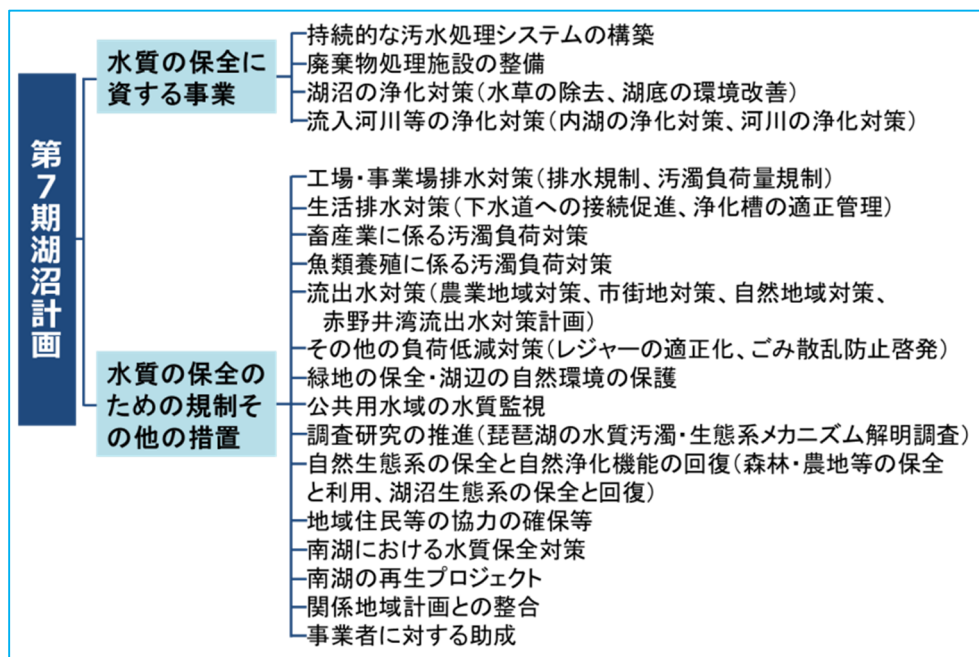 第7期湖沼計画
水質の保全に
資する事業
持続的な汚水処理システムの構築
廃棄物処理施設の整備
湖沼の浄化対策(水草の除去、湖底の環境改善)
流入河川等の浄化対策(内湖の浄化対策、河川の浄化対策)
水質の保全の
ための規制そ
の他の措置
工場・事業場排水対策(排水規制、汚濁負荷量規制)
生活排水対策(下水道への接続促進、浄化槽の適正管理)
畜産業に係る汚濁負荷対策
魚類養殖に係る汚濁負荷対策
流出水対策(農業地域対策、市街地対策、自然地域対策、
赤野井湾流出水対策計画)
その他の負荷低減対策(レジャーの適正化、ごみ散乱防止啓発)
緑地の保全・湖辺の自然環境の保護
公共用水域の水質監視
調査研究の推進(琵琶湖の水質汚濁・生態系メカニズム解明調査)
自然生態系の保全と自然浄化機能の回復(森林・農地等の保全
と利用、湖沼生態系の保全と回復)
地域住民等の協力の確保等
南湖における水質保全対策
南湖の再生プロジェクト
関係地域計画との整合
事業者に対する助成